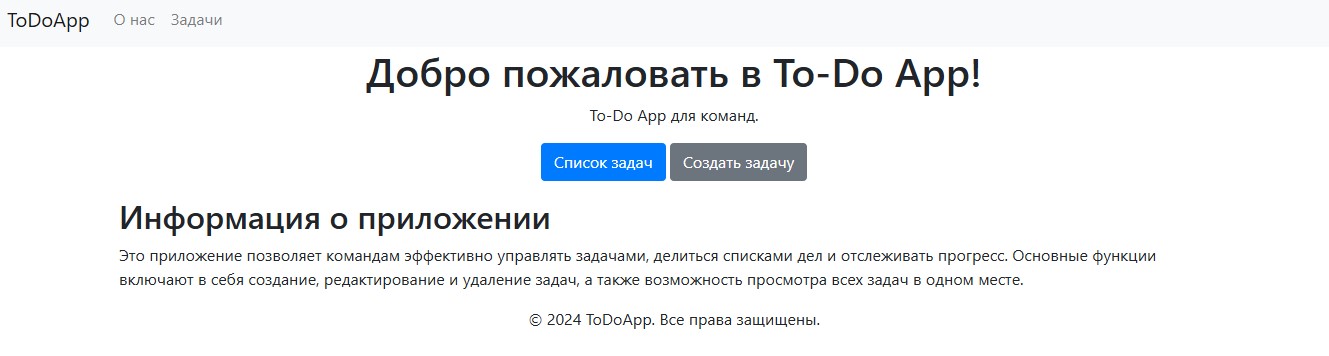 ToDoApp О нас Задачи
Добро пожаловать в To-Do App!
To-Do App для команд.
Список задач Создать задачу
Информация о приложении
Это приложение позволяет командам эффективно управлять задачами, делиться списками дел и отслеживать прогресс. Основные функции
включают в себя создание, редактирование и удаление задач, а также возможность просмотра всех задач в одном месте.
© 2024 ToDoApp. Все права защищены.